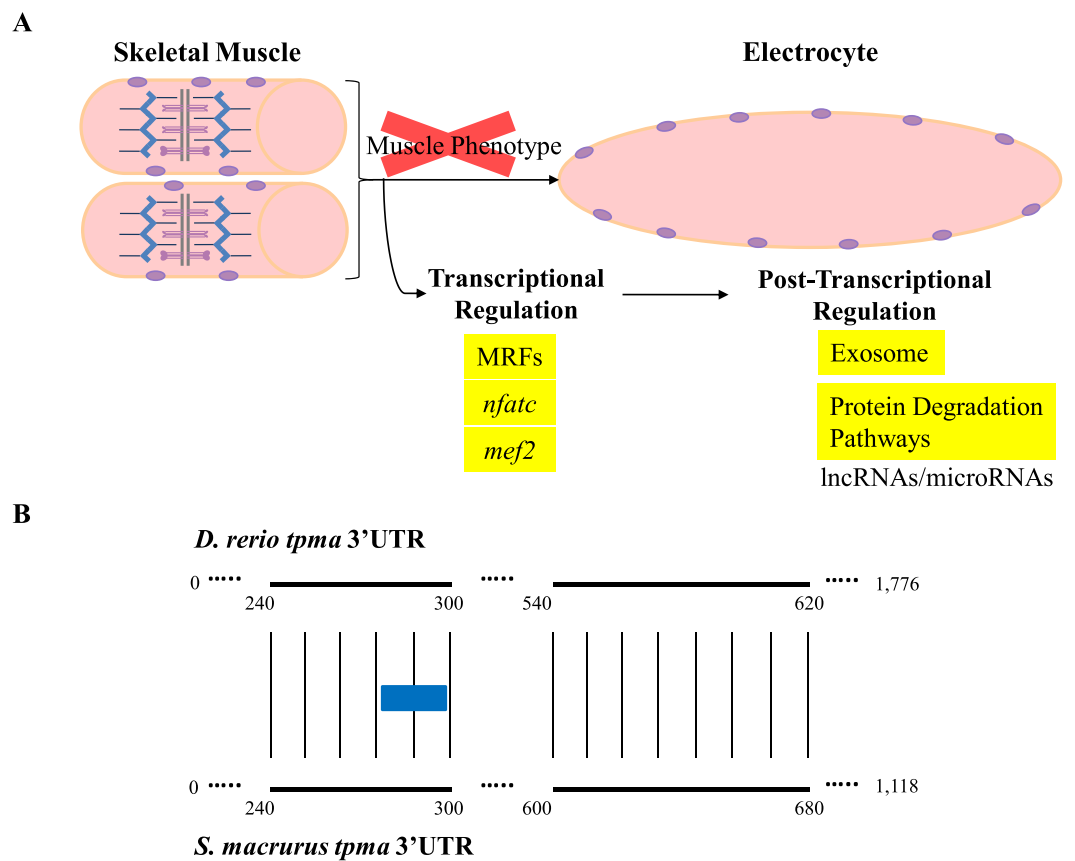 A
Skeletal Muscle
Electrocyte
Muscle Phenotype
Transcriptional
Regulation
MRFs
nfatc
mef2
Post-Transcriptional
Regulation
Exosome
Protein Degradation
Pathways
lncRNAs/microRNAs
B
D. rerio tpma 3’UTR
0 ..... ..... ..... 1,776
240 300 540 620
0 ..... ..... ..... 1,118
240 300 600 680
S. macrurus tpma 3’UTR